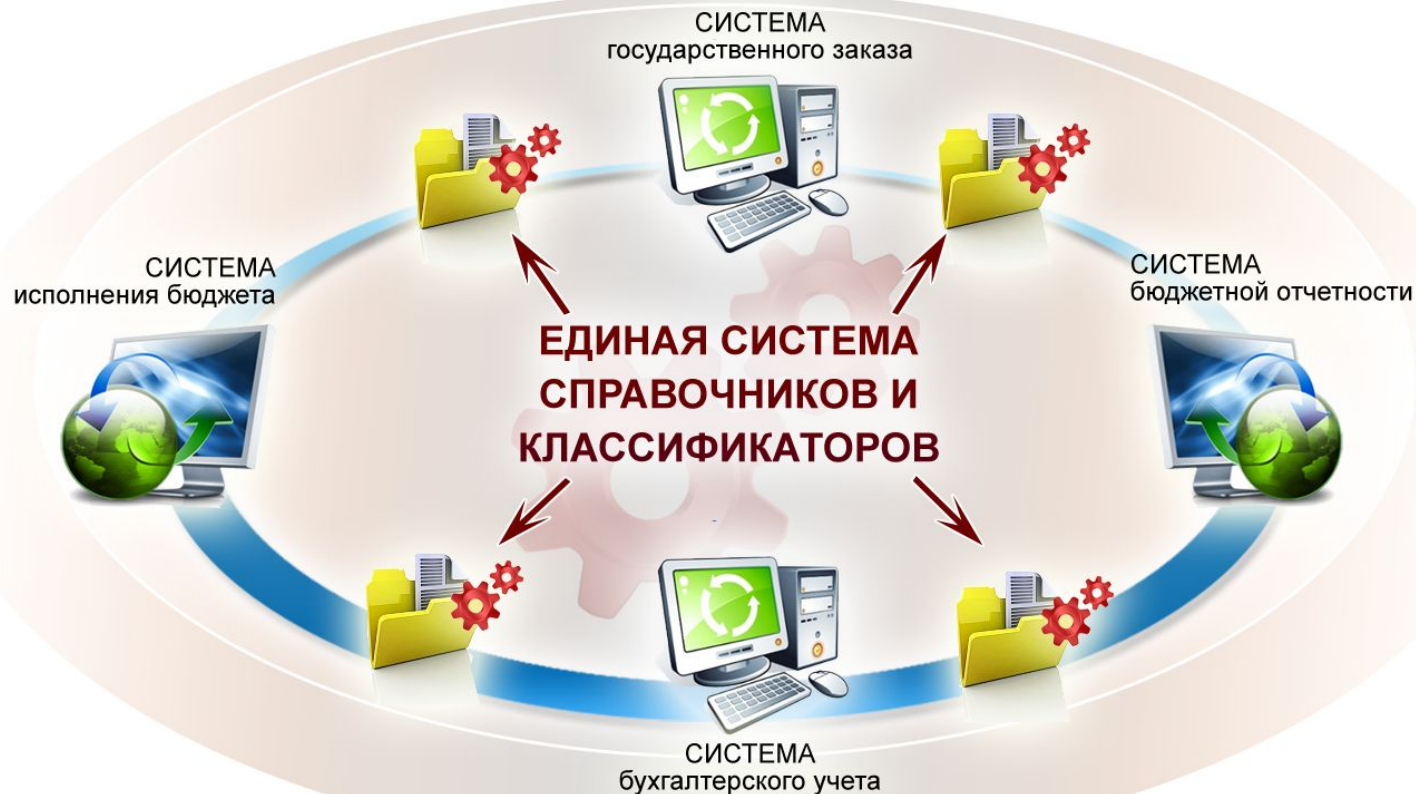 СИСТЕМА
государственного заказа
СИСТЕМА
исполнения бюджета
СИСТЕМА
бюджетной отчетности
ЕДИНАЯ СИСТЕМА
СПРАВОЧНИКОВ И
КЛАССИФИКАТОРОВ
СИСТЕМА
бухгалтерского учета